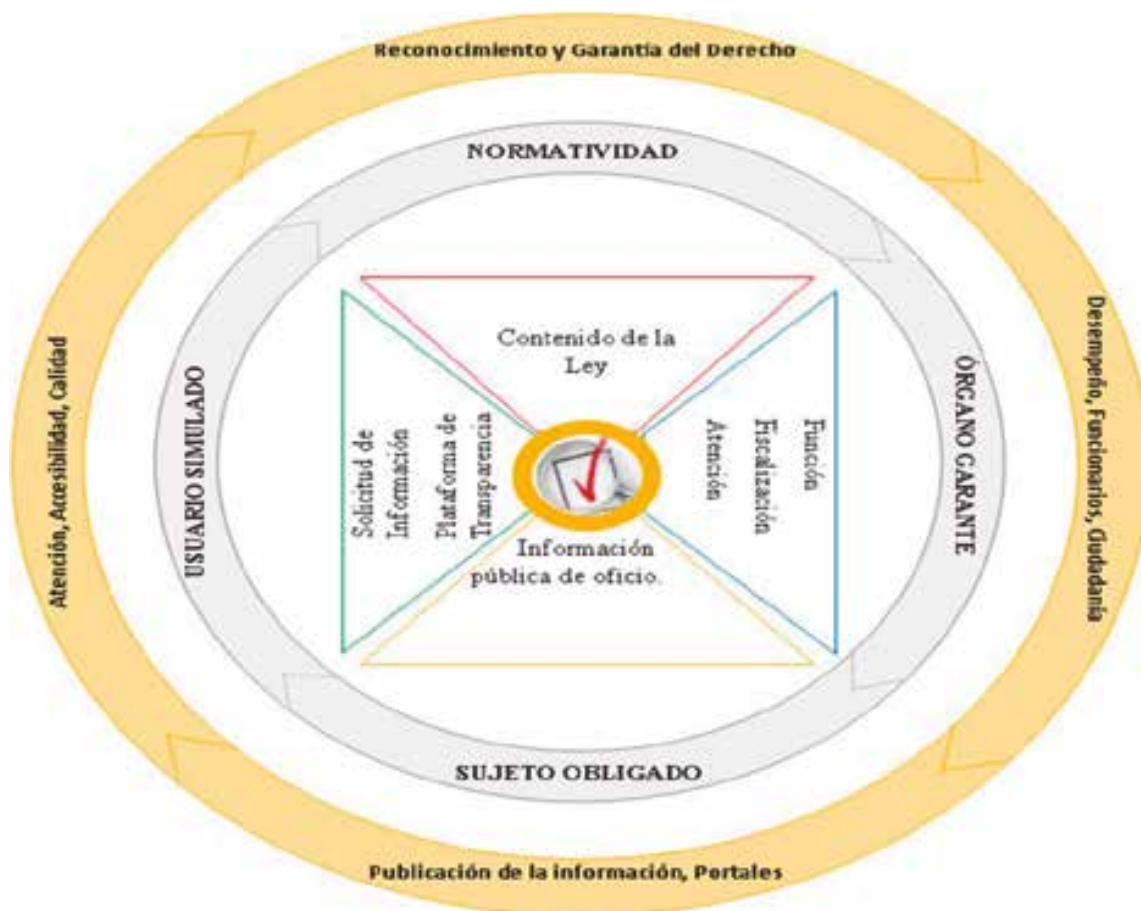 Reconocimiento y Garantía del Derecho
NORMATIVIDAD
Contenido de la
Ley
Atención, Accesibilidad, Calidad
USUARIO SIMULADO
Solicitud de
Información
Plataforma de
Transparencia
Función
Fiscalización
Atención
ÓRGANO GARANTE
Desempeño, Funcionarios, Ciudadanía
Información
pública de oficio.
SUJETO OBLIGADO
Publicación de la información, Portales